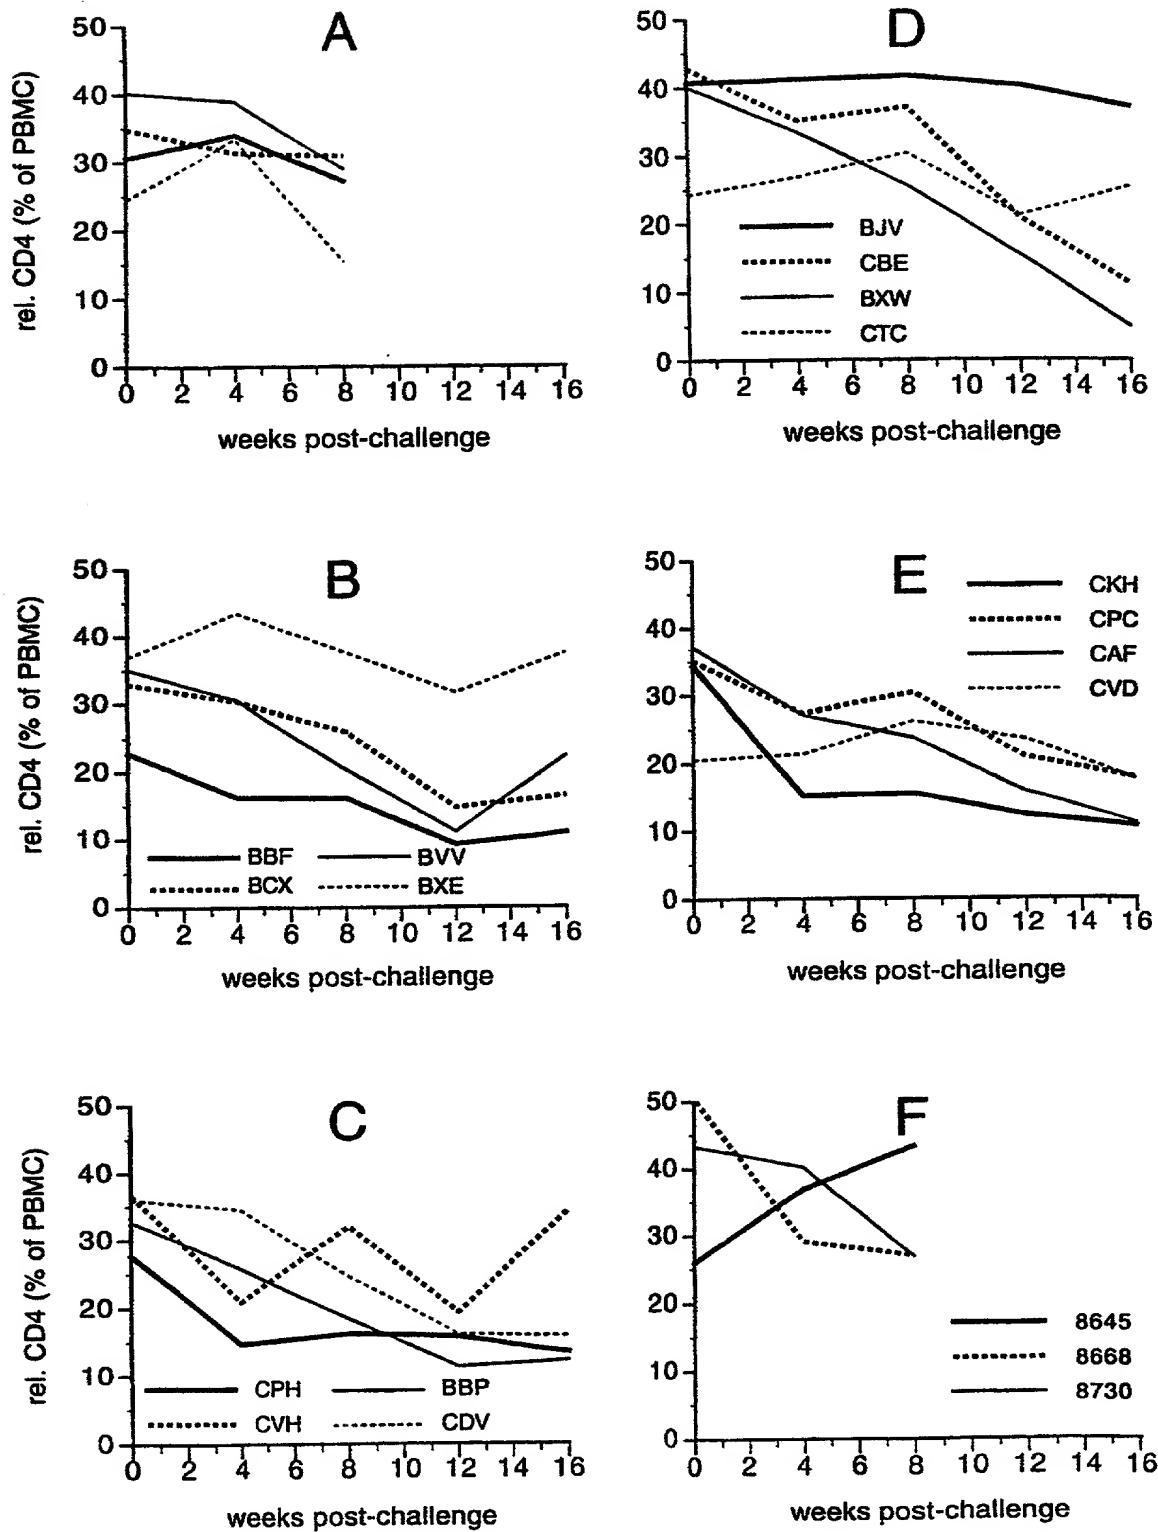 A
rel. CD4 (% of PBMC)
50
40
30
20
10
0
0 2 4 6 8 10 12 14 16
weeks post-challenge
D
50
40
30
20
10
0
BJV
CBE
BXW
CTC
0 2 4 6 8 10 12 14 16
weeks post-challenge
B
rel. CD4 (% of PBMC)
50
40
30
20
10
0
BBF BVV
BCX BXE
0 2 4 6 8 10 12 14 16
weeks post-challenge
E
50
40
30
20
10
0
CKH
CPC
CAF
CVD
0 2 4 6 8 10 12 14 16
weeks post-challenge
C
rel. CD4 (% of PBMC)
50
40
30
20
10
0
CPH BBP
CVH CDV
0 2 4 6 8 10 12 14 16
weeks post-challenge
F
50
40
30
20
10
0
8645
8668
8730
0 2 4 6 8 10 12 14 16
weeks post-challenge